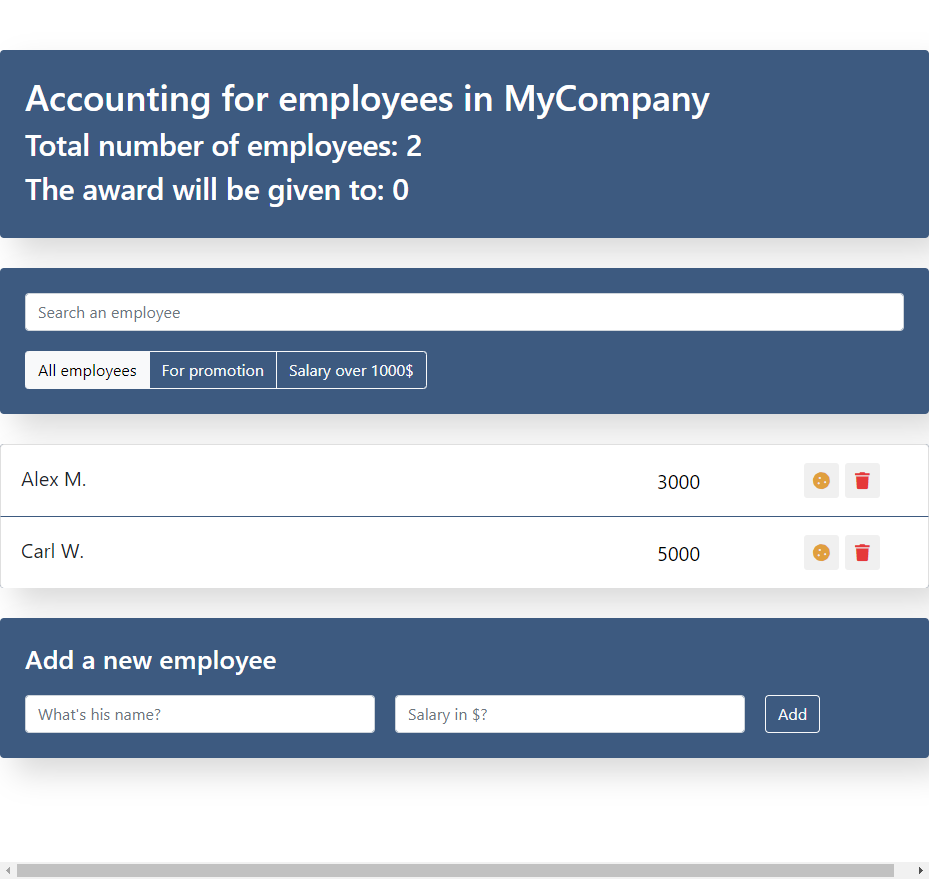 Accounting for employees in MyCompany
Total number of employees: 2
The award will be given to: 0
Search an employee
All employees For promotion Salary over 1000$
Alex M. 3000
Carl W. 5000
Add a new employee
What's his name? Salary in $? Add